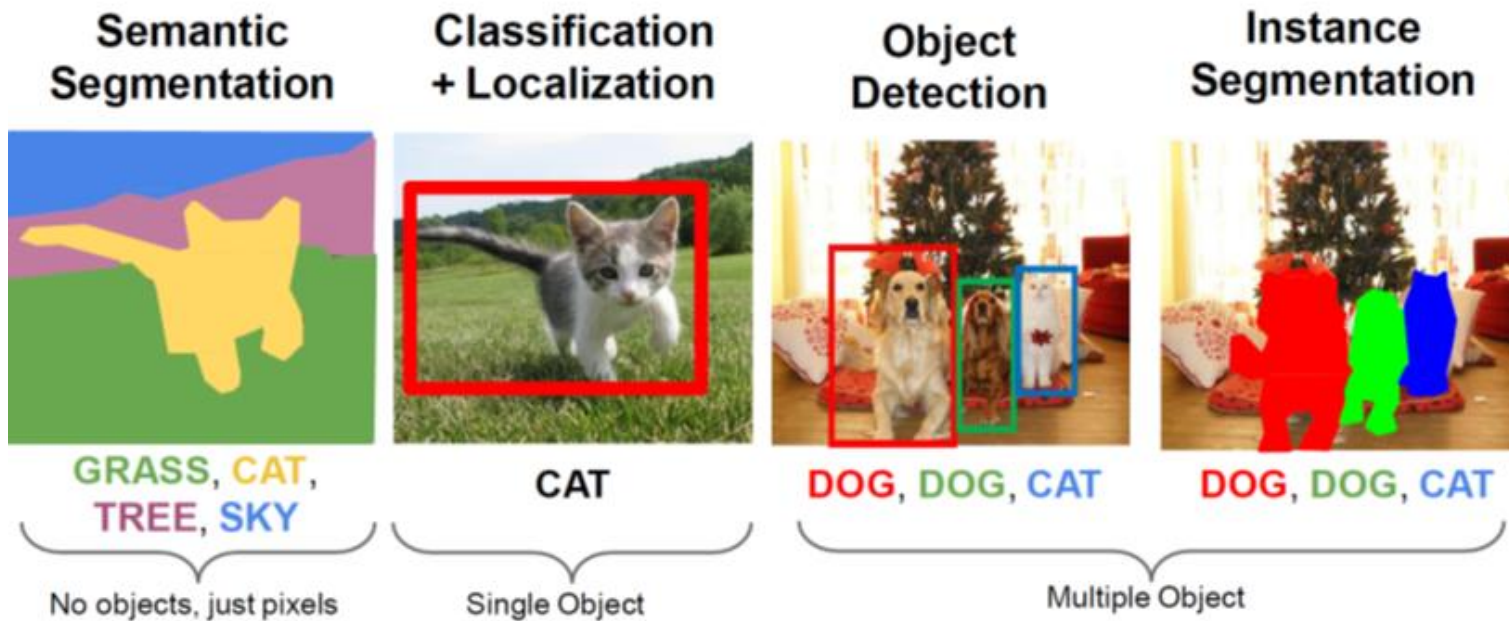 Semantic
Segmentation
Classification
+ Localization
Object
Detection
Instance
Segmentation
GRASS, CAT,
TREE, SKY
CAT
DOG, DOG, CAT
DOG, DOG, CAT
No objects, just pixels
Single Object
Multiple Object